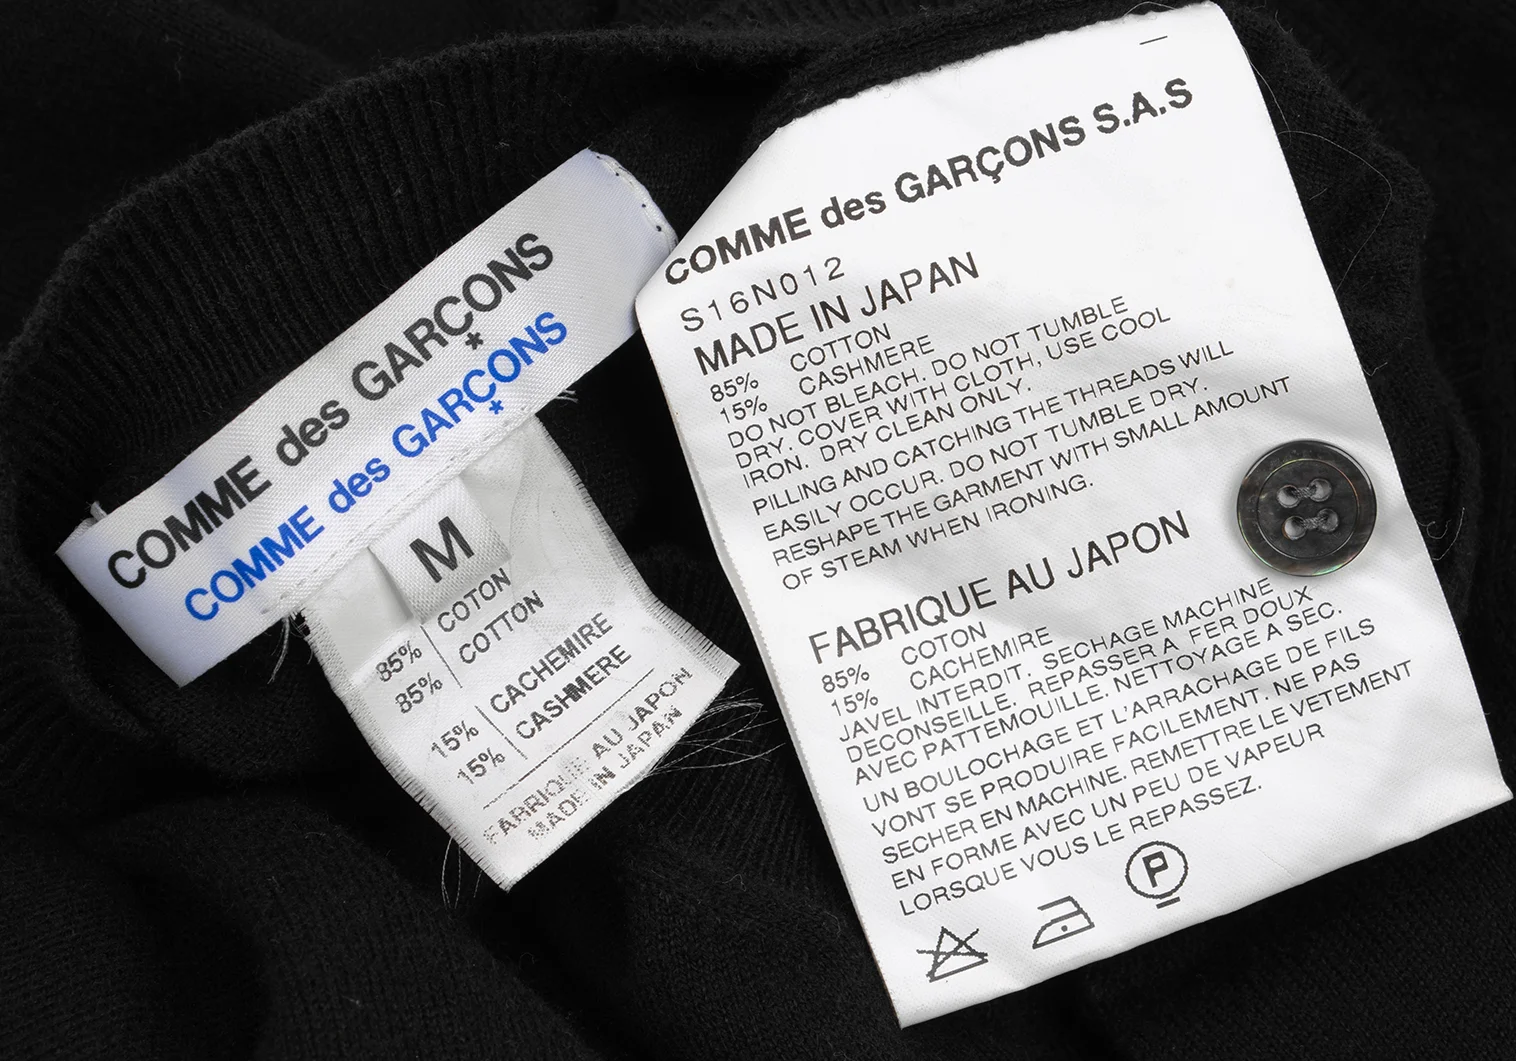 COMME des GARÇONS
*
COMME des GARÇONS
*
M
85% COTON
85% COTTON
15% CACHEMIRE
15% CASHMERE
FABRIQUE AU JAPON
MADE IN JAPAN
COMME des GARÇONS S.A.S
S16N012
MADE IN JAPAN
85% COTTON
15% CASHMERE
DO NOT BLEACH. DO NOT TUMBLE
DRY. COVER WITH CLOTH, USE COOL
IRON. DRY CLEAN ONLY.
PILLING AND CATCHING THE THREADS WILL
EASILY OCCUR. DO NOT TUMBLE DRY.
RESHAPE THE GARMENT WITH SMALL AMOUNT
OF STEAM WHEN IRONING.
FABRIQUE AU JAPON
85% COTON
15% CACHEMIRE
JAVEL INTERDIT. SECHAGE MACHINE
DECONSEILLE. REPASSER A FER DOUX
AVEC PATTEMOUILLE. NETTOYAGE A SEC.
UN BOULOCHAGE ET L'ARRACHAGE DE FILS
VONT SE PRODUIRE FACILEMENT. NE PAS
SECHER EN MACHINE. REMETTRE LE VETEMENT
EN FORME AVEC UN PEU DE VAPEUR
LORSQUE VOUS LE REPASSEZ.
P